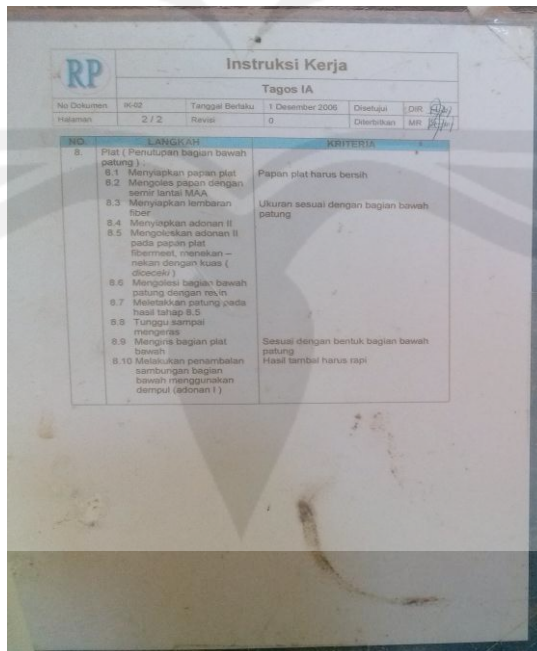 RP
Instruksi Kerja
Tagos IA
No Dokumen IK-02 Tanggal Berlaku 1 Desember 2006 Disetujui DIR
Halaman 2 / 2 Revisi 0 Diterbitkan MR
NO. LANGKAH KRITERIA
8. Plat ( Penutupan bagian bawah
patung ) :
8.1 Menyiapkan papan plat Papan plat harus bersih
8.2 Mengoles papan dengan
semir lantai MAA
8.3 Menyiapkan lembaran Ukuran sesuai dengan bagian bawah
fiber patung
8.4 Menyiapkan adonan II
8.5 Mengoleskan adonan II
pada papan plat
fibermeet, menekan –
nekan dengan kuas (
dicecek )
8.6 Mengolesi bagian bawah
patung dengan resin
8.7 Meletakkan patung pada
hasil tahap 8.5
8.8 Tunggu sampai
mengeras
8.9 Mengiris bagian plat Sesuai dengan bentuk bagian bawah
bawah patung
8.10 Melakukan penambalan Hasil tambal harus rapi
sambungan bagian
bawah menggunakan
dempul (adonan I )